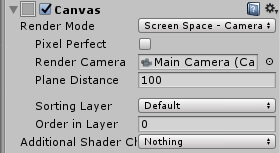 Canvas
Render Mode Screen Space - Camera
Pixel Perfect
Render Camera Main Camera (Ca
Plane Distance 100
Sorting Layer Default
Order in Layer 0
Additional Shader Ch Nothing